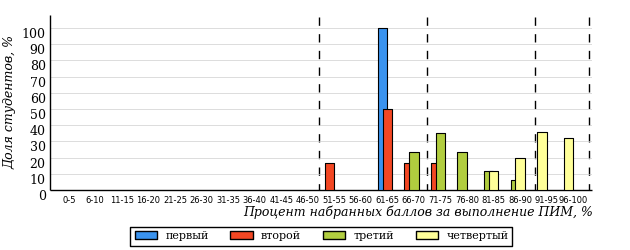 Доля студентов, %
100
90
80
70
60
50
40
30
20
10
0
0-5 6-10 11-15 16-20 21-25 26-30 31-35 36-40 41-45 46-50 51-55 56-60 61-65 66-70 71-75 76-80 81-85 86-90 91-95 96-100
Процент набранных баллов за выполнение ПИМ, %
первый второй третий четвертый